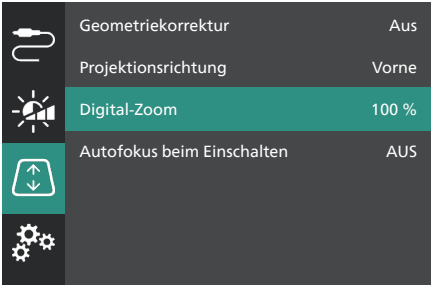 Geometriekorrektur Aus
Projektionsrichtung Vorne
Digital-Zoom 100 %
Autofokus beim Einschalten AUS